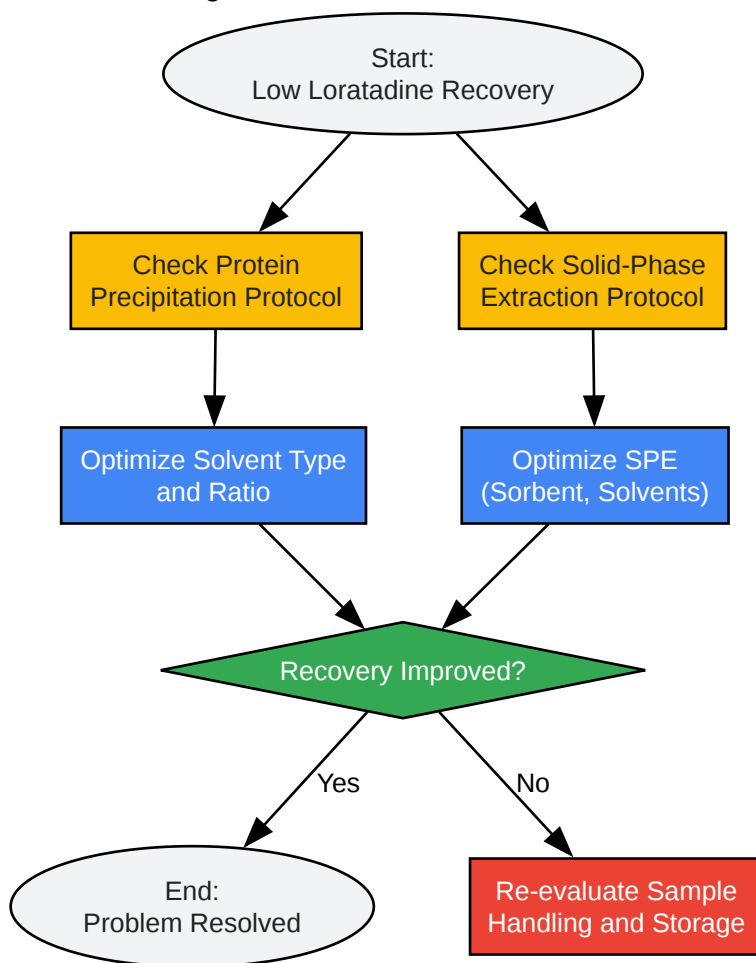 Start:
Low Loratadine Recovery
Check Protein
Precipitation Protocol
Check Solid-Phase
Extraction Protocol
Optimize Solvent Type
and Ratio
Optimize SPE
(Sorbent, Solvents)
Recovery Improved?
Yes
No
End:
Problem Resolved
Re-evaluate Sample
Handling and Storage